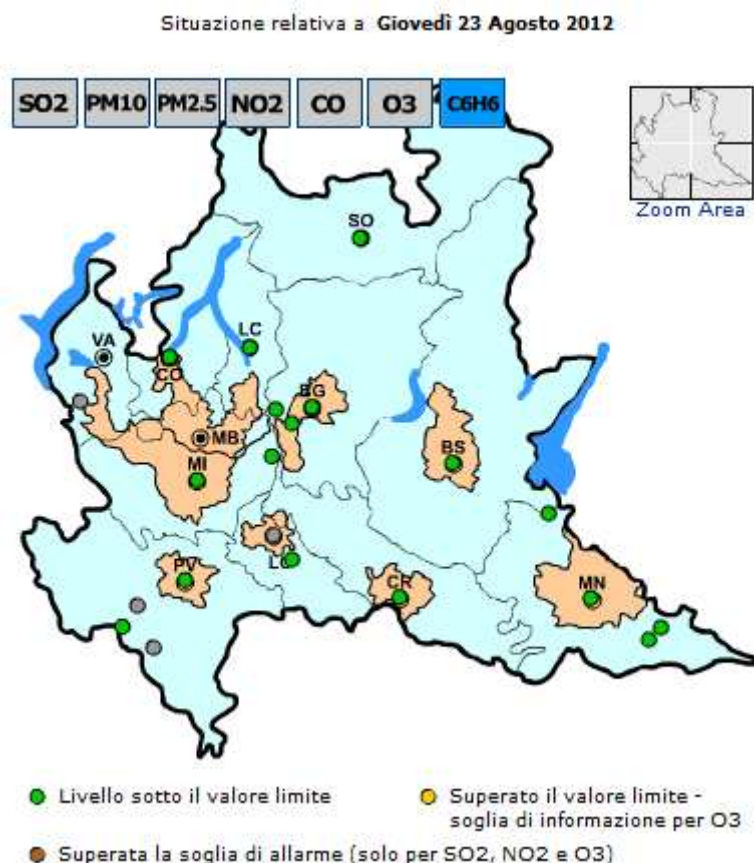 Situazione relativa a Giovedì 23 Agosto 2012
SO2 PM10 PM2.5 NO2 CO O3 C6H6
Zoom Area
SO
VA
LC
CO
BG
MB
BS
MI
LO
PV
CR
MN
Livello sotto il valore limite
Superato il valore limite -
soglia di informazione per O3
Superata la soglia di allarme (solo per SO2, NO2 e O3)